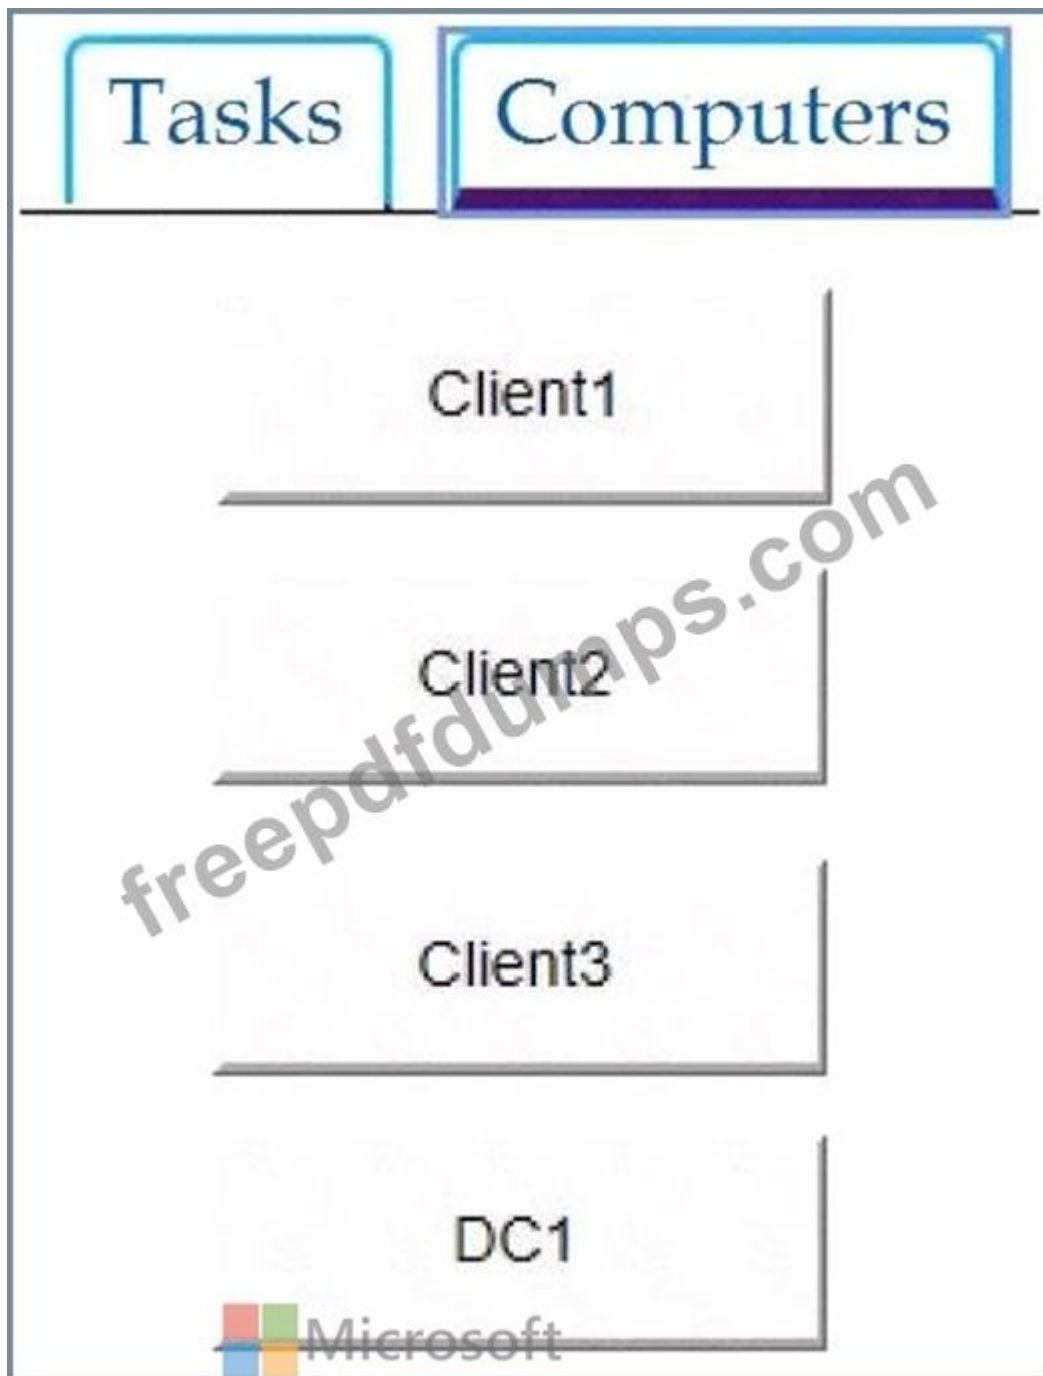 Tasks Computers
Client1
Client2
freepdfdumps.com
Client3
DC1
Microsoft